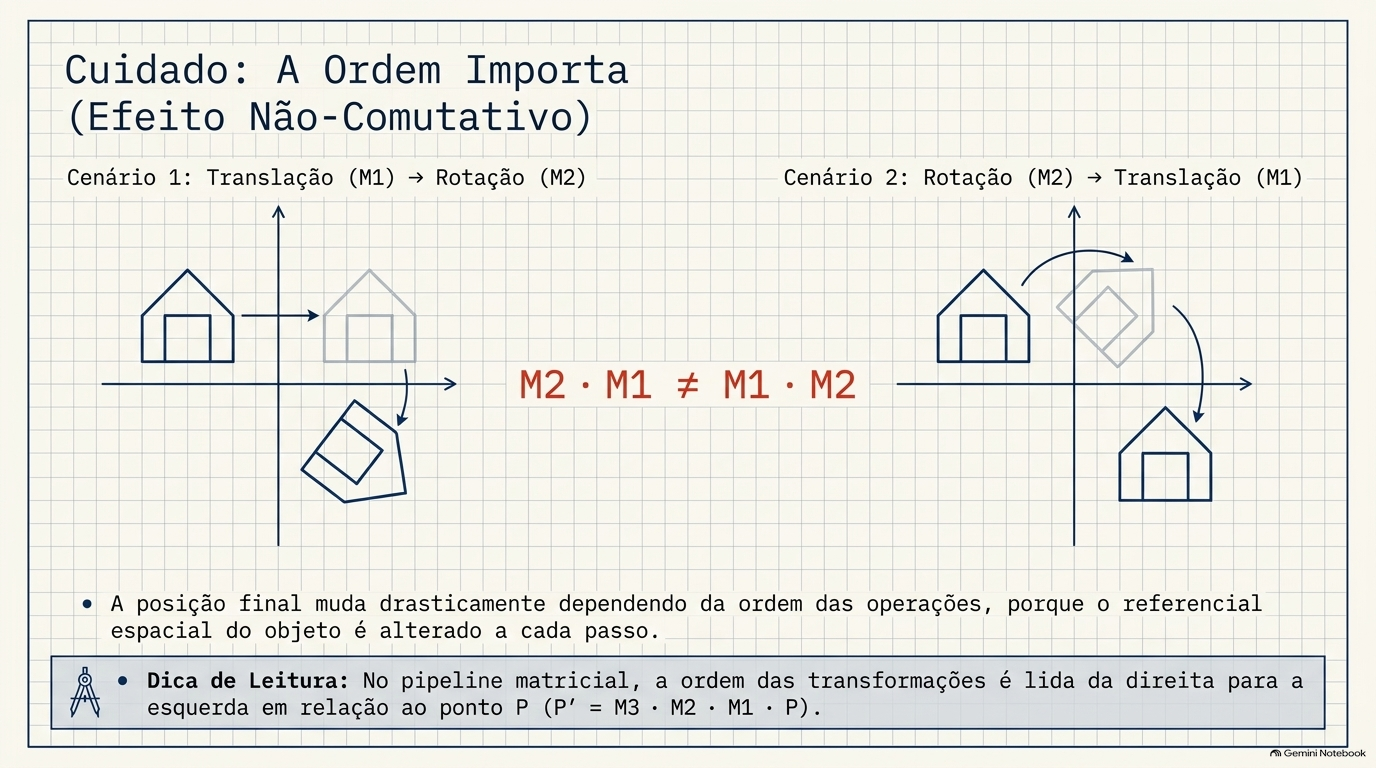 Cuidado: A Ordem Importa
(Efeito Não-Comutativo)
Cenário 1: Translação (M1) → Rotação (M2)
Cenário 2: Rotação (M2) → Translação (M1)
M2 · M1 ≠ M1 · M2
• A posição final muda drasticamente dependendo da ordem das operações, porque o referencial
espacial do objeto é alterado a cada passo.
• Dica de Leitura: No pipeline matricial, a ordem das transformações é lida da direita para a
esquerda em relação ao ponto P (P’ = M3 · M2 · M1 · P).
Gemini Notebook